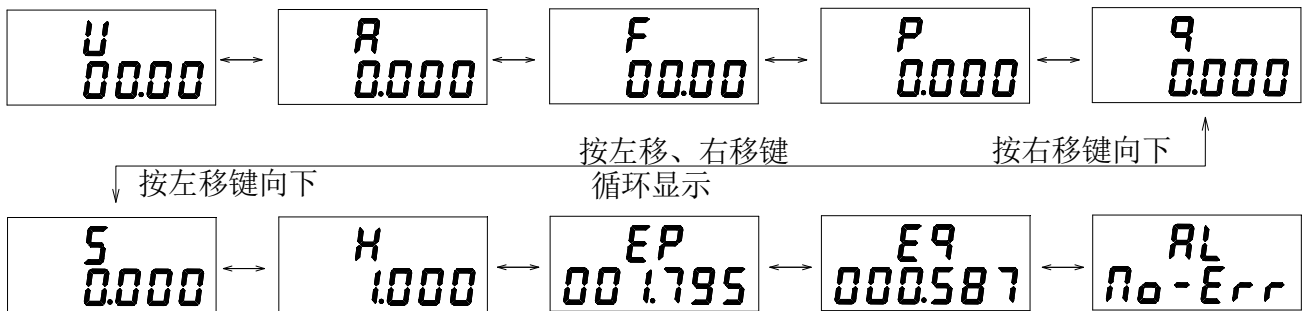 U A F P q
00.00 0.000 00.00 0.000 0.000
按左移、右移键 按右移键向下
按左移键向下 循环显示
S H EP Eq AL
0.000 1.000 001.795 000.587 no-Err